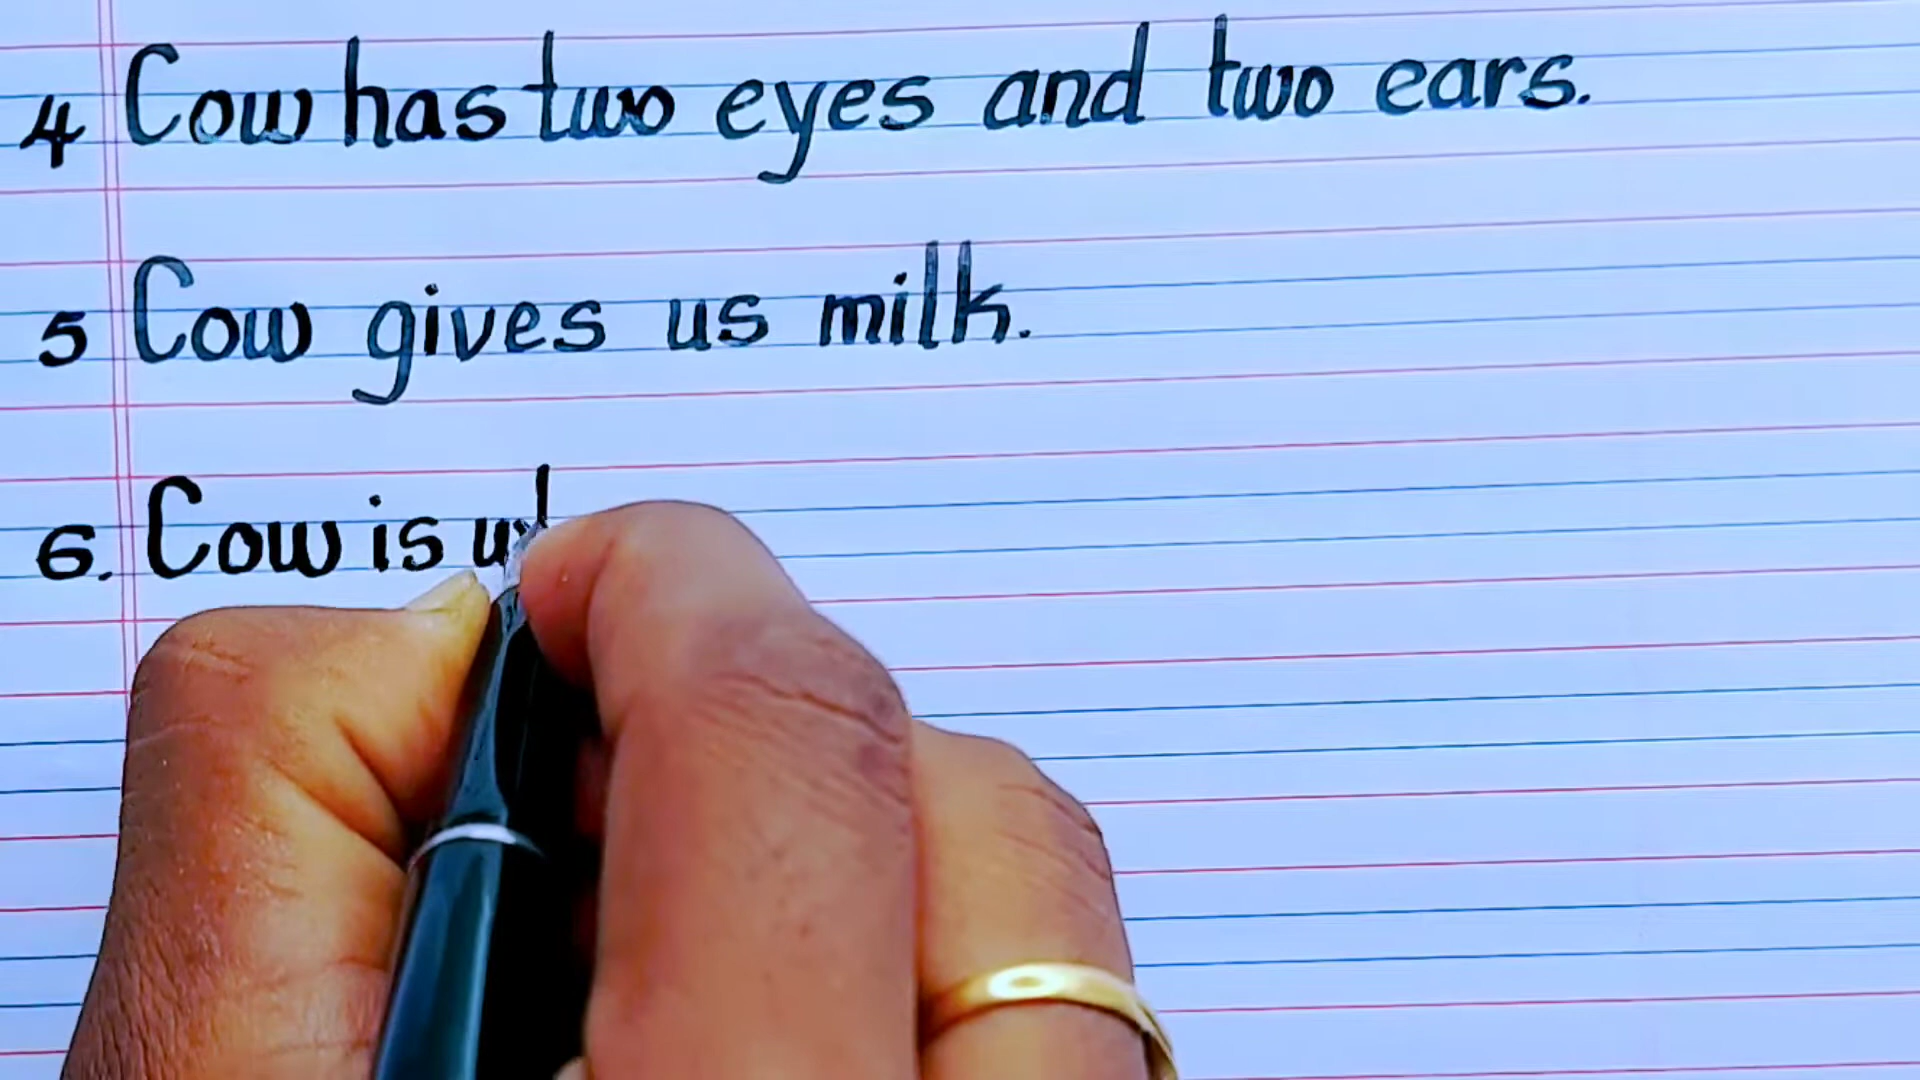 4 Cow has two eyes and two ears.
5 Cow gives us milk.
6. Cow is